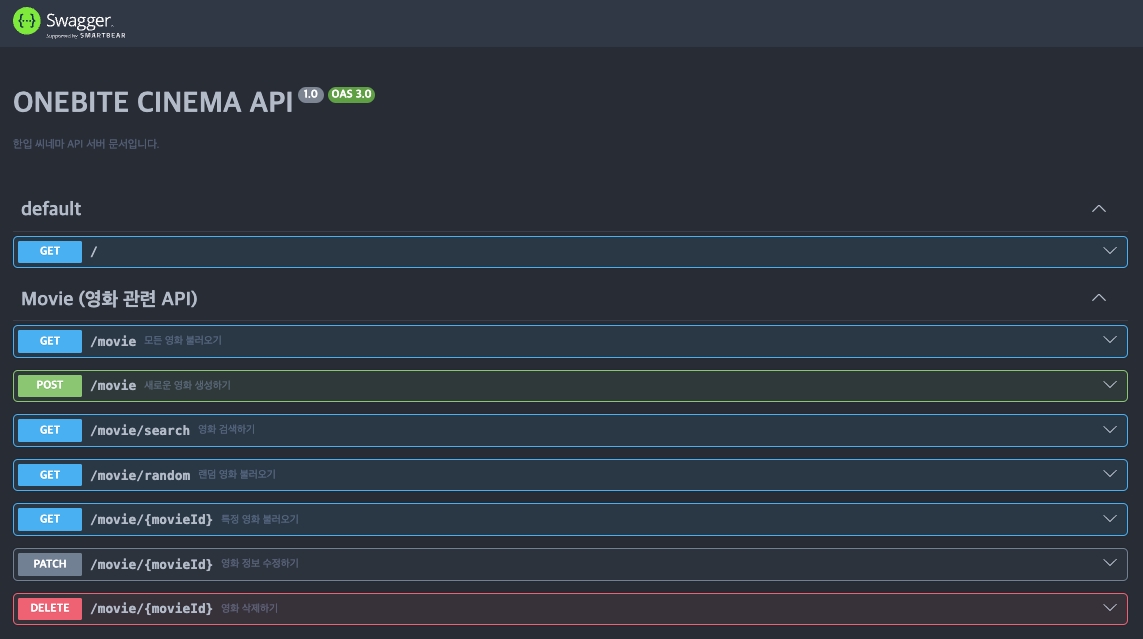 Swagger.
Supported by SMARTBEAR
ONEBITE CINEMA API 1.0 OAS 3.0
한입 씨네마 API 서버 문서입니다.
default
GET /
Movie (영화 관련 API)
GET /movie 모든 영화 불러오기
POST /movie 새로운 영화 생성하기
GET /movie/search 영화 검색하기
GET /movie/random 랜덤 영화 불러오기
GET /movie/{movieId} 특정 영화 불러오기
PATCH /movie/{movieId} 영화 정보 수정하기
DELETE /movie/{movieId} 영화 삭제하기